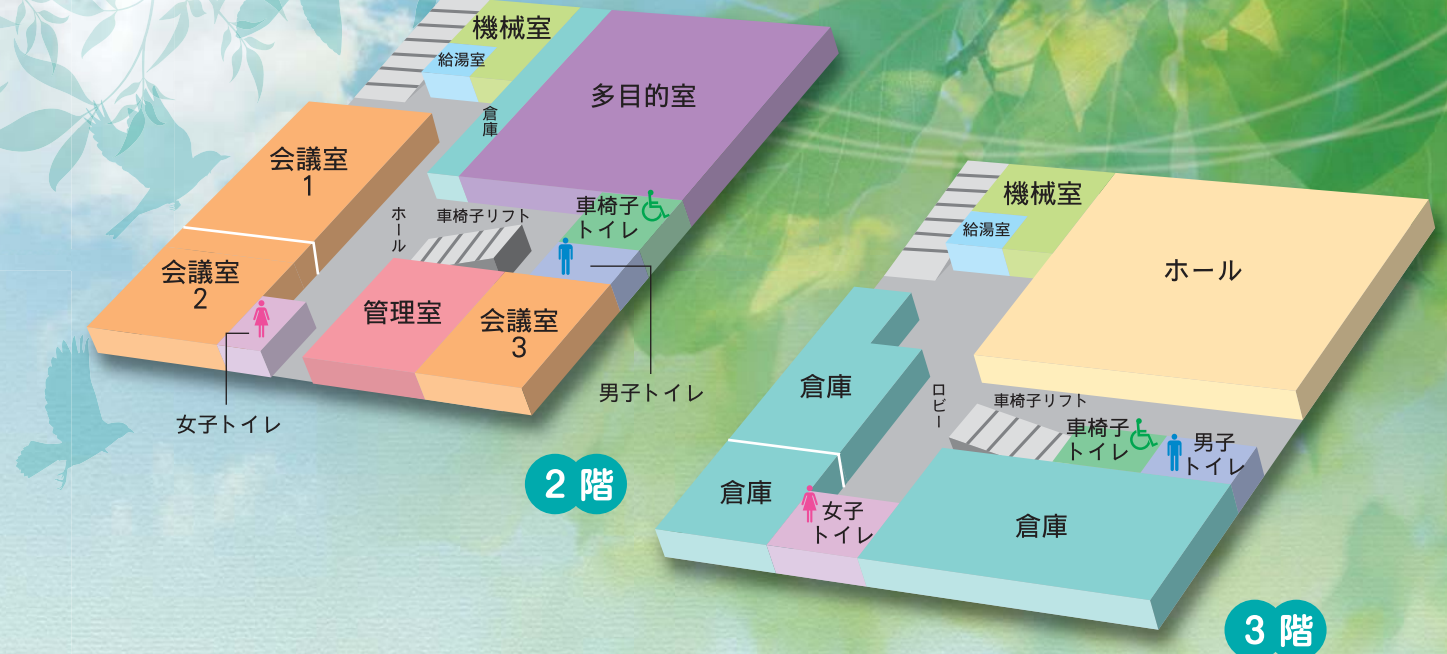 機械室
給湯室
倉庫
多目的室
会議室
1
会議室
2
ホール
車椅子リフト
車椅子
トイレ
管理室
会議室
3
男子トイレ
女子トイレ
2階
機械室
給湯室
ホール
倉庫
ロビー
車椅子リフト
車椅子
トイレ
男子
トイレ
倉庫
女子
トイレ
倉庫
3階